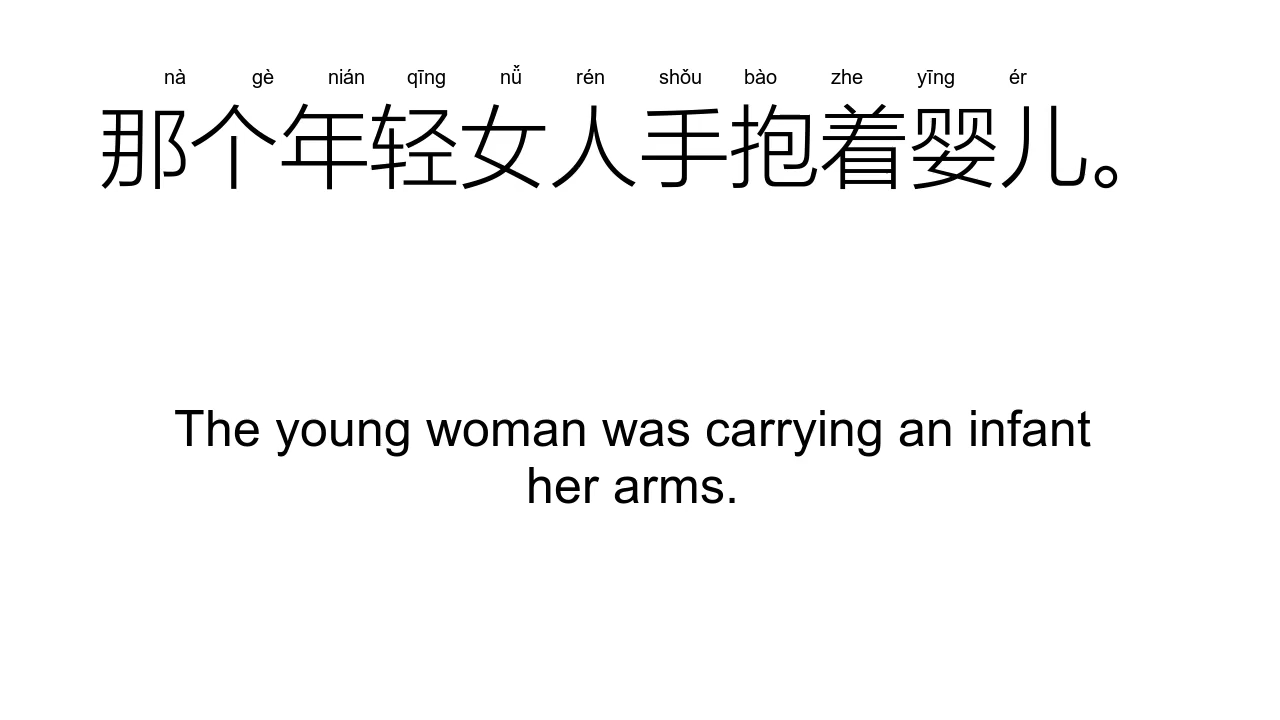 nà gè nián qīng nǚ rén shǒu bào zhe yīng ér
那个年轻女人手抱着婴儿。
The young woman was carrying an infant
her arms.